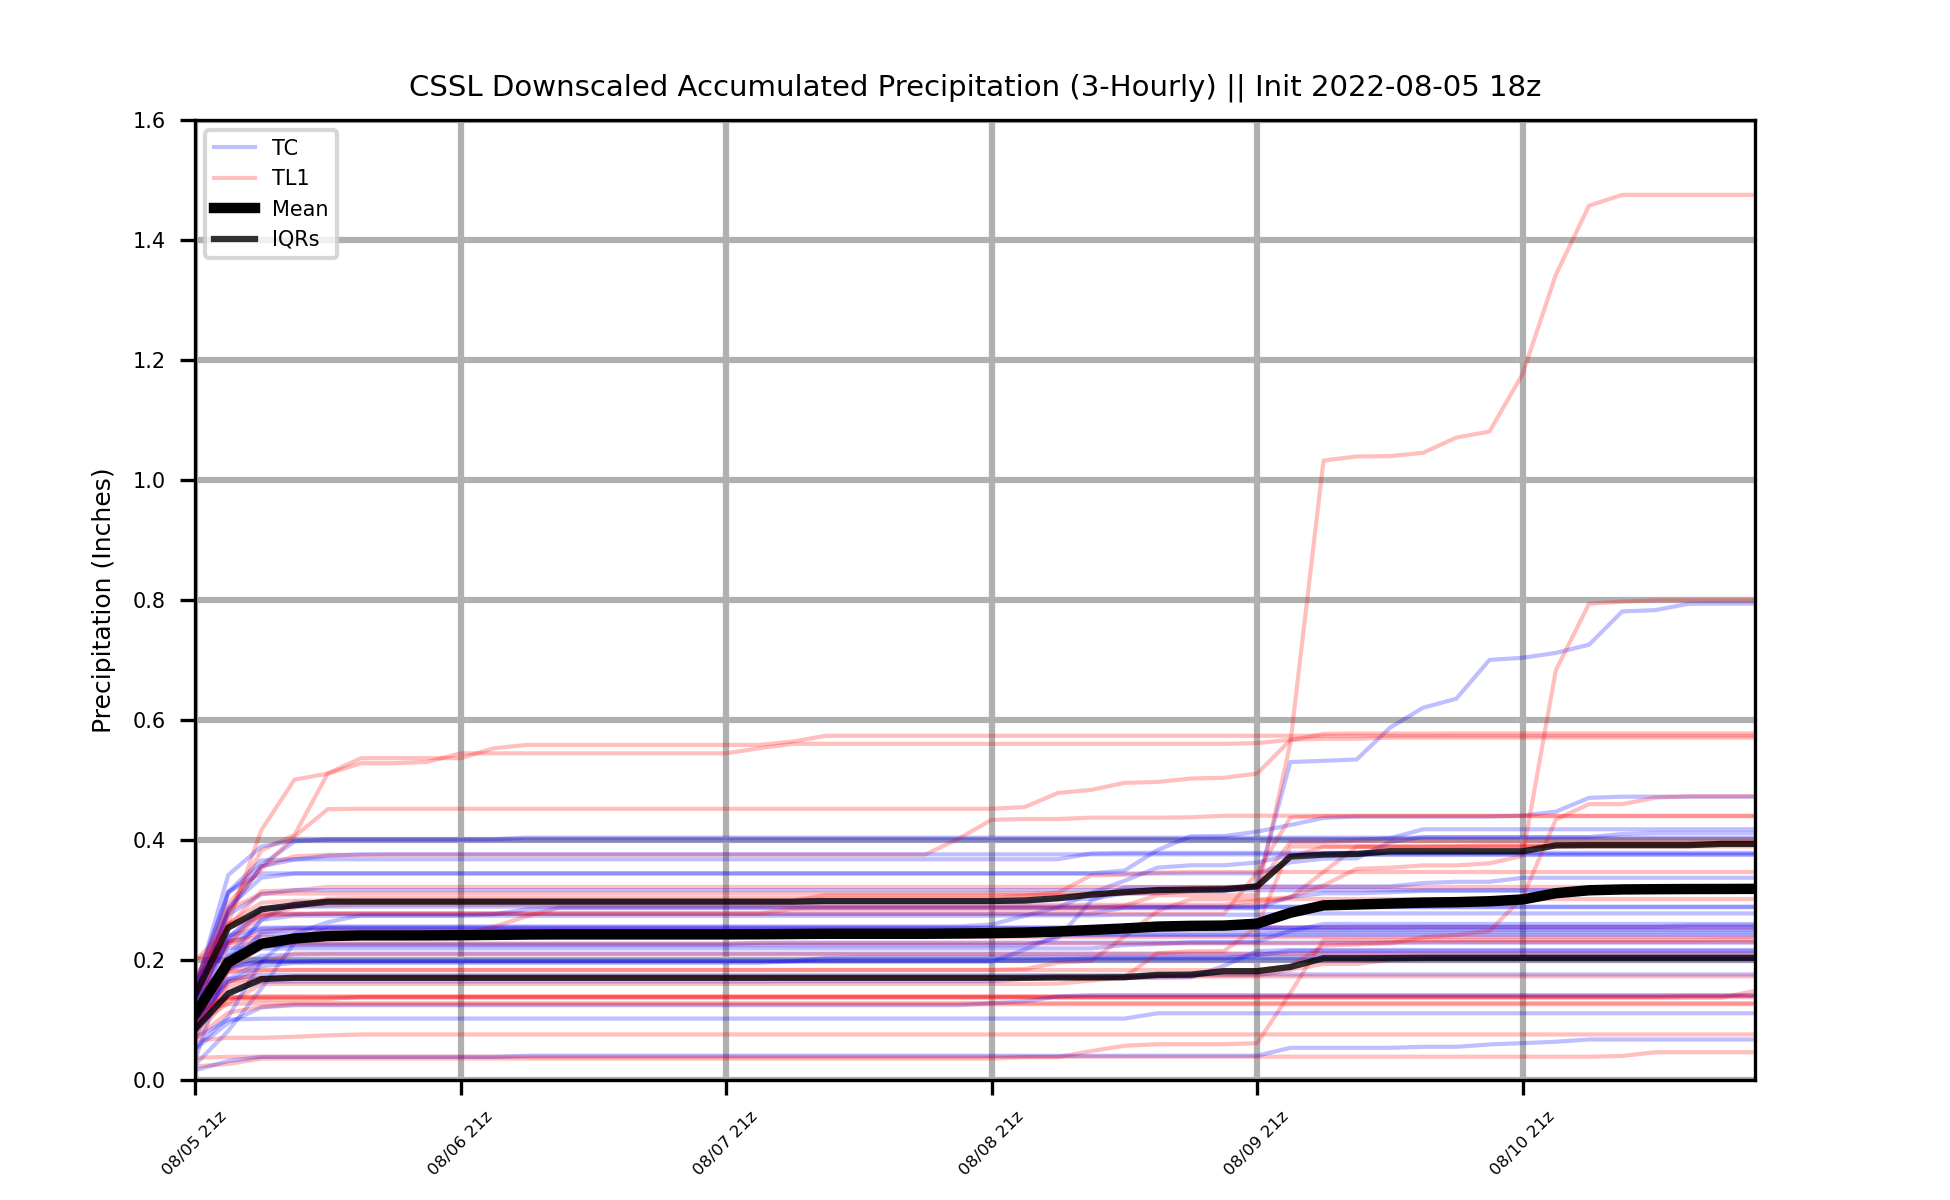 CSSL Downscaled Accumulated Precipitation (3-Hourly) || Init 2022-08-05 18z
TC
TL1
Mean
IQRs
Precipitation (Inches)
1.6
1.4
1.2
1.0
0.8
0.6
0.4
0.2
0.0
08/05 21z
08/06 21z
08/07 21z
08/08 21z
08/09 21z
08/10 21z